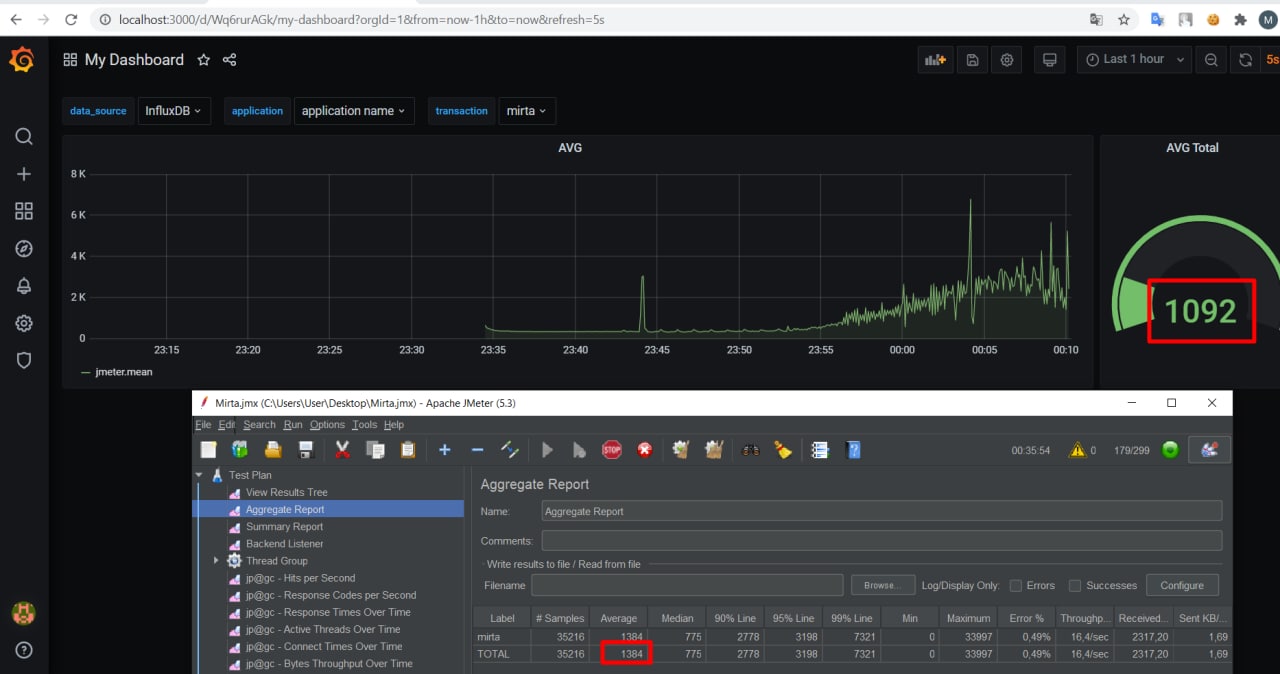 localhost:3000/d/Wq6rurAGk/my-dashboard?orgId=1&from=now-1h&to=now&refresh=5s
M
My Dashboard
Last 1 hour
5s
data_source InfluxDB application application name transaction mirta
AVG
8 K
6 K
4 K
2 K
0
23:15 23:20 23:25 23:30 23:35 23:40 23:45 23:50 23:55 00:00 00:05 00:10
jmeter.mean
AVG Total
1092
Mirta.jmx (C:\Users\User\Desktop\Mirta.jmx) - Apache JMeter (5.3)
File Edit Search Run Options Tools Help
STOP
00:35:54 0 179/299
Test Plan
View Results Tree
Aggregate Report
Summary Report
Backend Listener
Thread Group
jp@gc - Hits per Second
jp@gc - Response Codes per Second
jp@gc - Response Times Over Time
jp@gc - Active Threads Over Time
jp@gc - Connect Times Over Time
jp@gc - Bytes Throughput Over Time
Aggregate Report
Name: Aggregate Report
Comments:
Write results to file / Read from file
Filename Browse... Log/Display Only: Errors Successes Configure
Label # Samples Average Median 90% Line 95% Line 99% Line Min Maximum Error % Throughp... Received... Sent KB/...
mirta 35216 1384 775 2778 3198 7321 0 33997 0,49% 16,4/sec 2317,20 1,69
TOTAL 35216 1384 775 2778 3198 7321 0 33997 0,49% 16,4/sec 2317,20 1,69